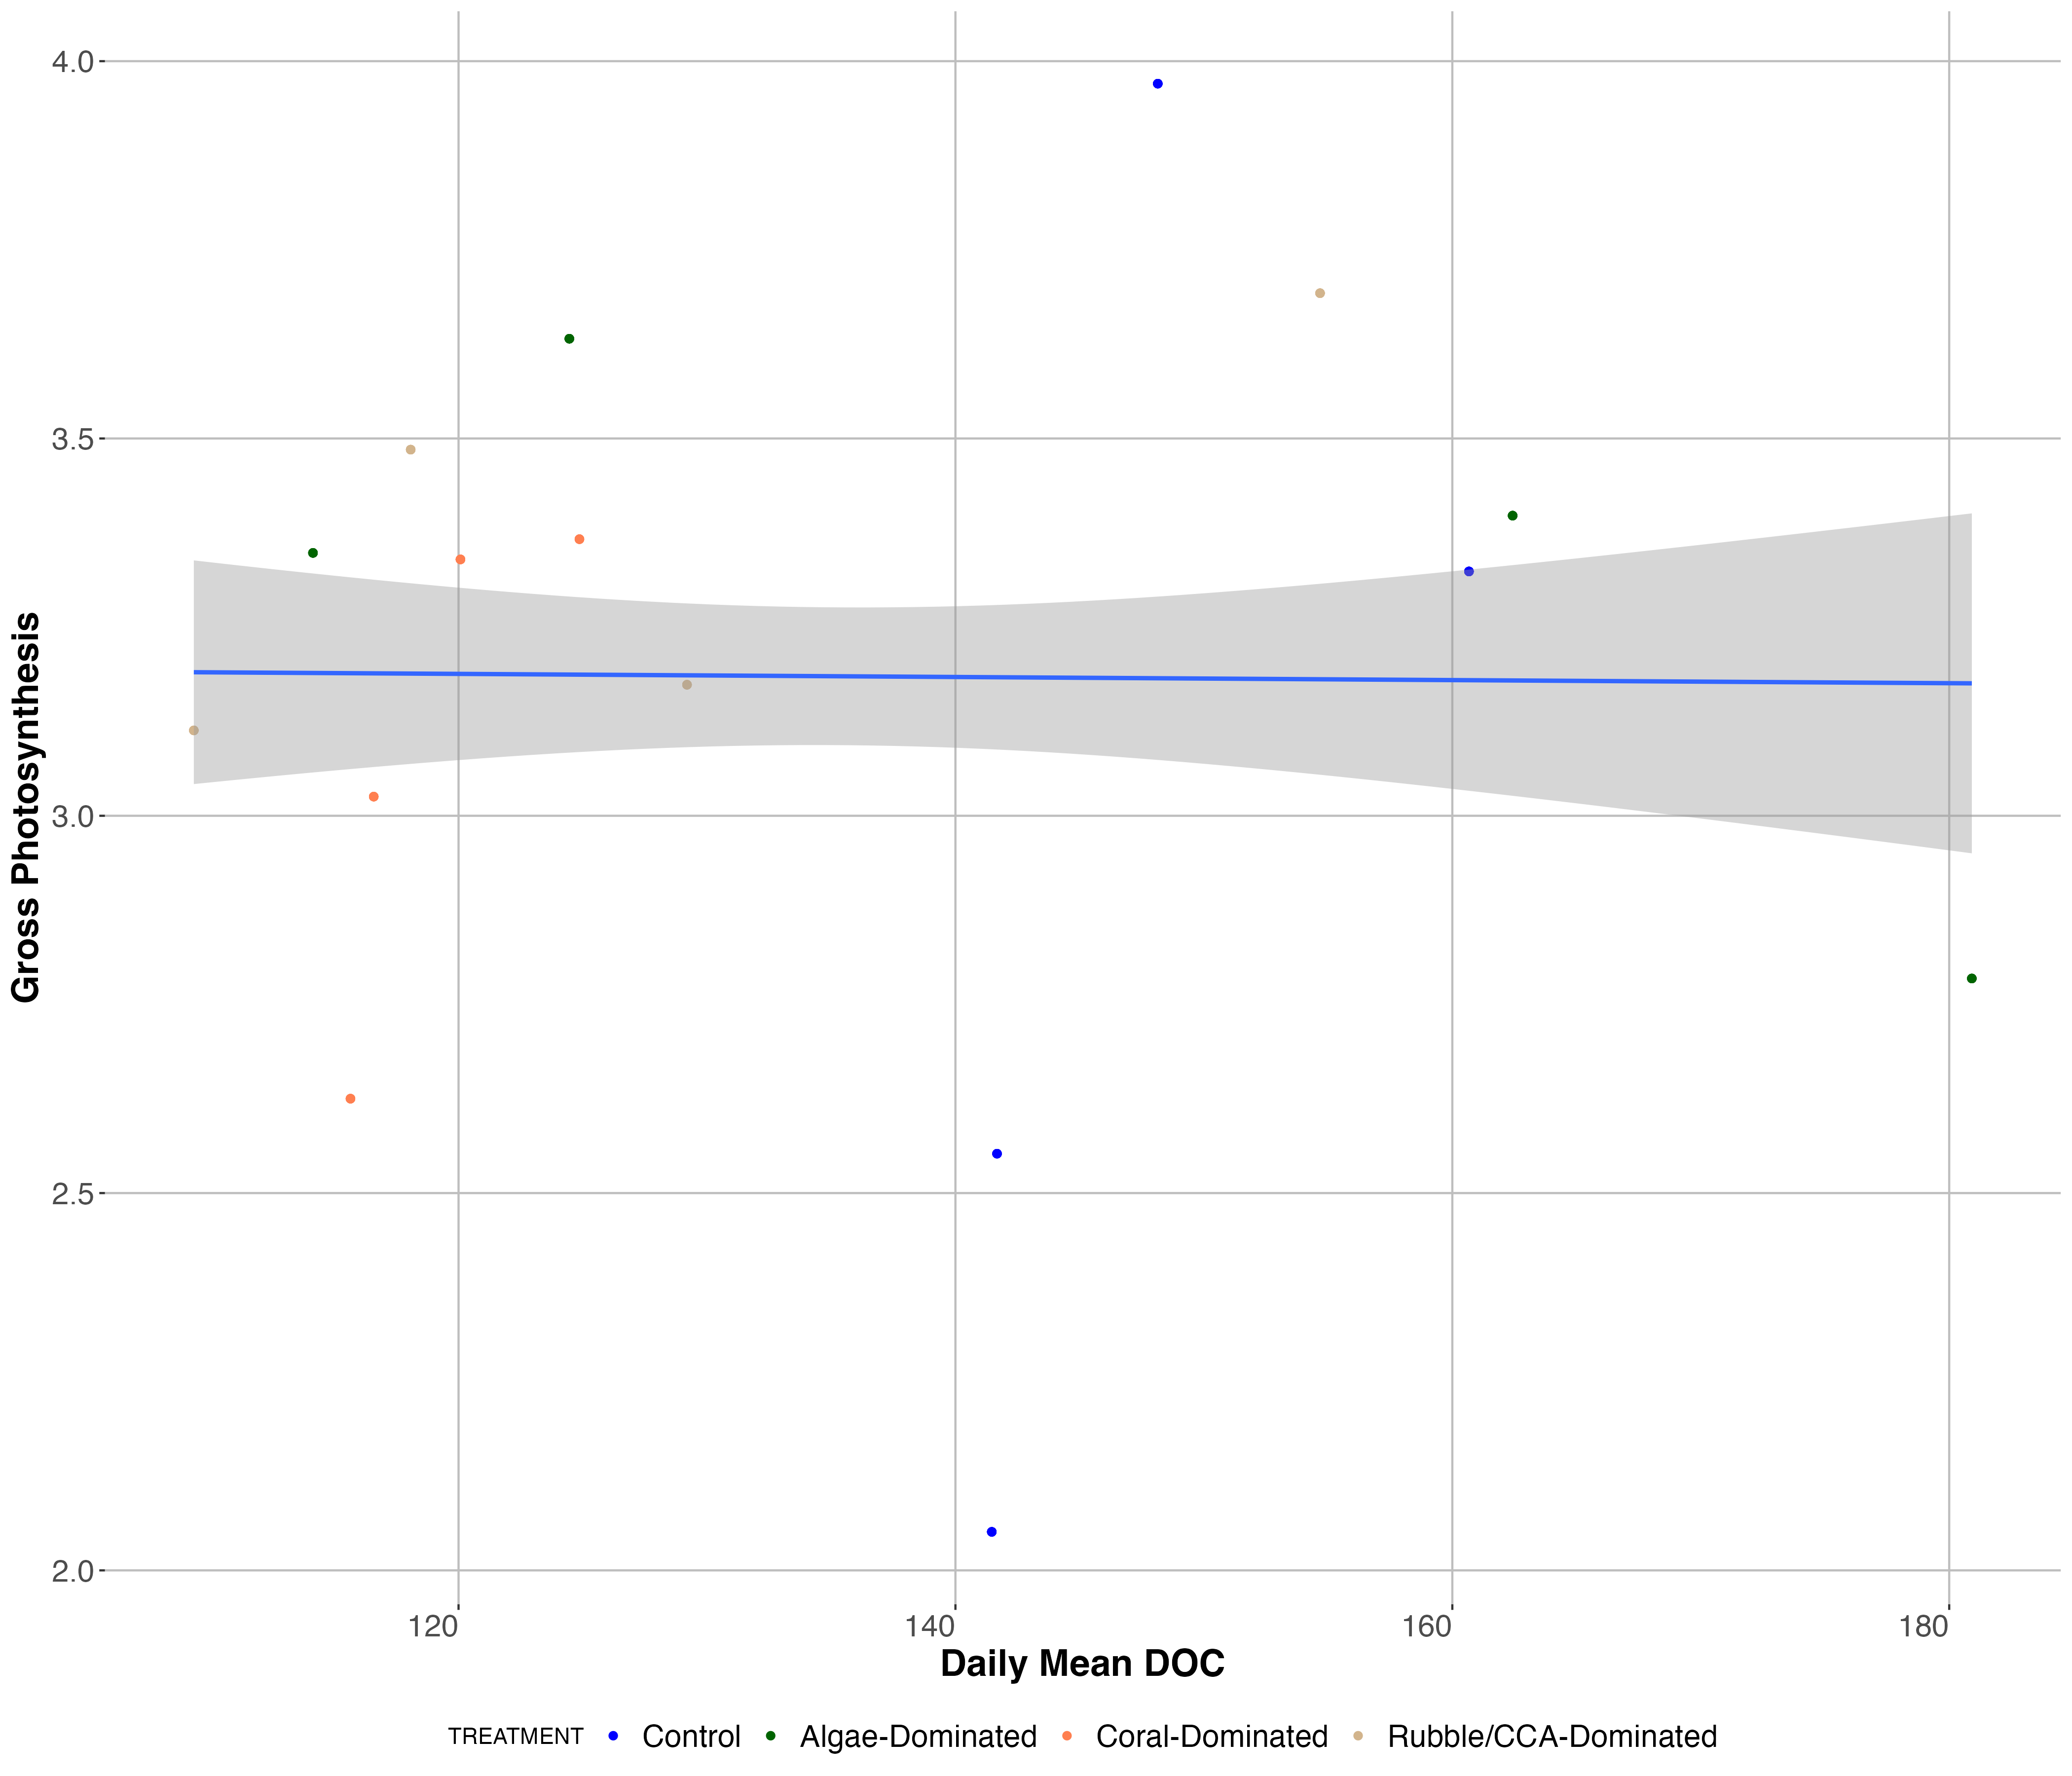 4.0
3.5
3.0
2.5
2.0
Gross Photosynthesis
120 140 160 180
Daily Mean DOC
TREATMENT Control Algae-Dominated Coral-Dominated Rubble/CCA-Dominated